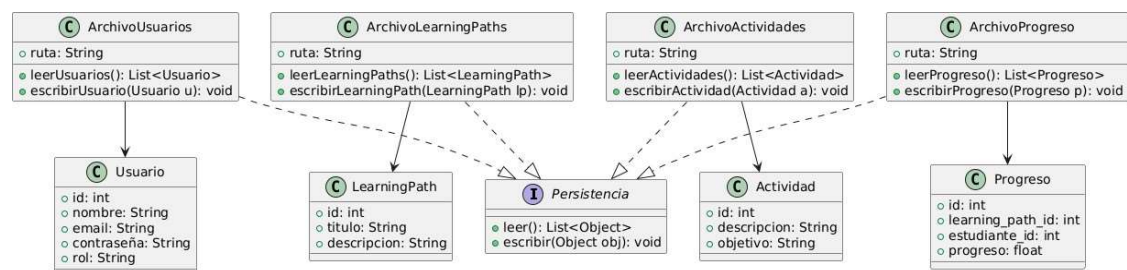 C ArchivoUsuarios
ruta: String
leerUsuarios(): List<Usuario>
escribirUsuario(Usuario u): void
C ArchivoLearningPaths
ruta: String
leerLearningPaths(): List<LearningPath>
escribirLearningPath(LearningPath lp): void
C ArchivoActividades
ruta: String
leerActividades(): List<Actividad>
escribirActividad(Actividad a): void
C ArchivoProgreso
ruta: String
leerProgreso(): List<Progreso>
escribirProgreso(Progreso p): void
C Usuario
id: int
nombre: String
email: String
contraseña: String
rol: String
C LearningPath
id: int
titulo: String
descripcion: String
I Persistencia
leer(): List<Object>
escribir(Object obj): void
C Actividad
id: int
descripcion: String
objetivo: String
C Progreso
id: int
learning_path_id: int
estudiante_id: int
progreso: float